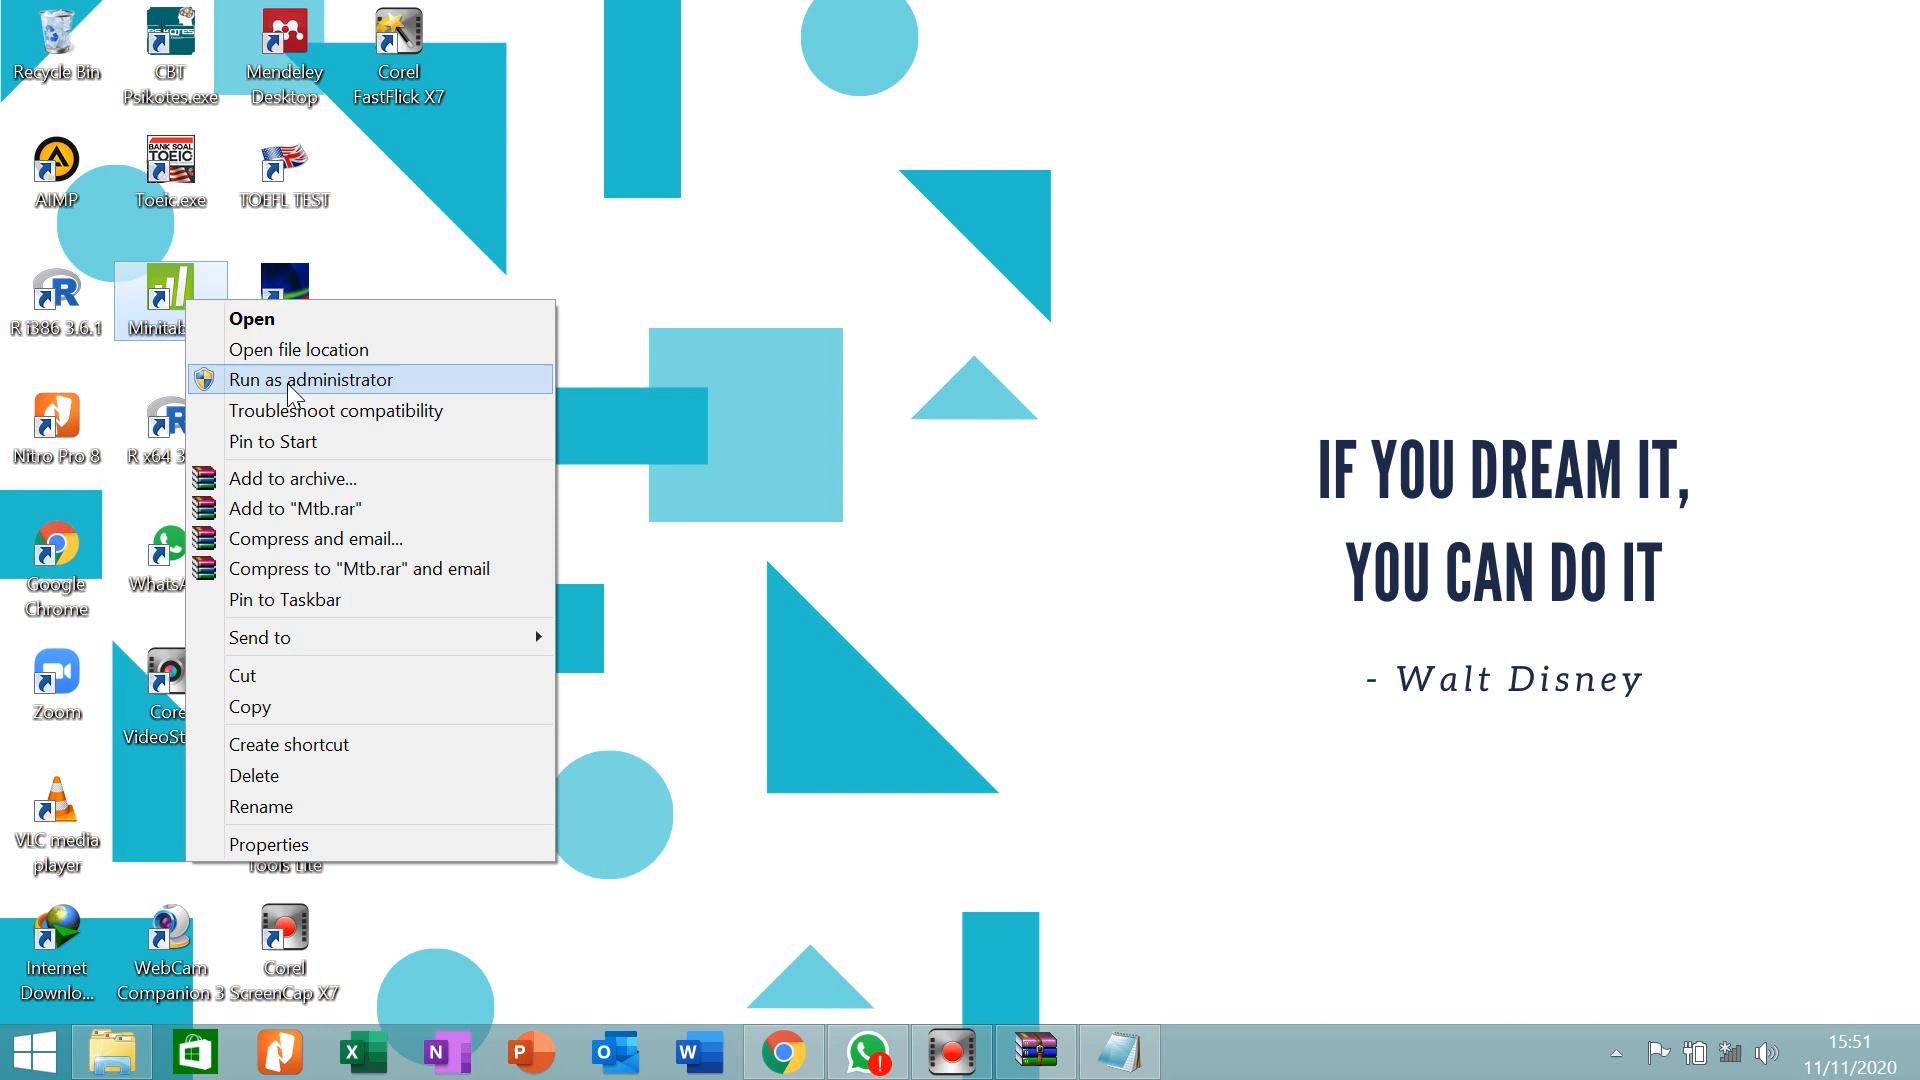 Recycle Bin
CBT
Psikotes.exe
Mendeley
Desktop
Corel
FastFlick X7
AIMP
BANK SOAL
TOEIC
Toeic.exe
TOEFL TEST
R i386 3.6.1
Minitab
Nitro Pro 8
R x64 3
Google
Chrome
WhatsA
Zoom
Core
VideoSt
VLC media
player
Tools Lite
Internet
Downlo...
WebCam
Companion 3
Corel
ScreenCap X7
Open
Open file location
Run as administrator
Troubleshoot compatibility
Pin to Start
Add to archive...
Add to "Mtb.rar"
Compress and email...
Compress to "Mtb.rar" and email
Pin to Taskbar
Send to
Cut
Copy
Create shortcut
Delete
Rename
Properties
IF YOU DREAM IT,
YOU CAN DO IT
- Walt Disney
15:51
11/11/2020